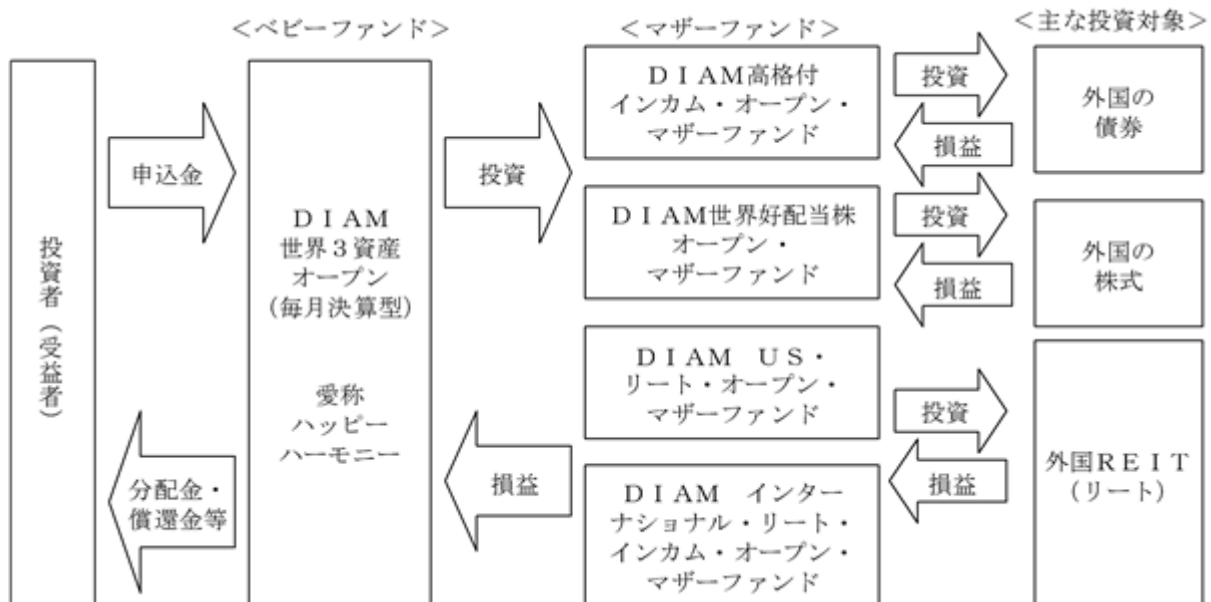 ＜ベビーファンド＞
＜マザーファンド＞
＜主な投資対象＞
投資者（受益者）
申込金
分配金・
償還金等
ＤＩＡＭ
世界３資産
オープン
（毎月決算型）
愛称
ハッピー
ハーモニー
投資
損益
ＤＩＡＭ高格付
インカム・オープン・
マザーファンド
投資
損益
外国の
債券
ＤＩＡＭ世界好配当株
オープン・
マザーファンド
投資
損益
外国の
株式
ＤＩＡＭ　ＵＳ・
リート・オープン・
マザーファンド
投資
損益
ＤＩＡＭ　インター
ナショナル・リート・
インカム・オープン・
マザーファンド
外国ＲＥＩＴ
（リート）